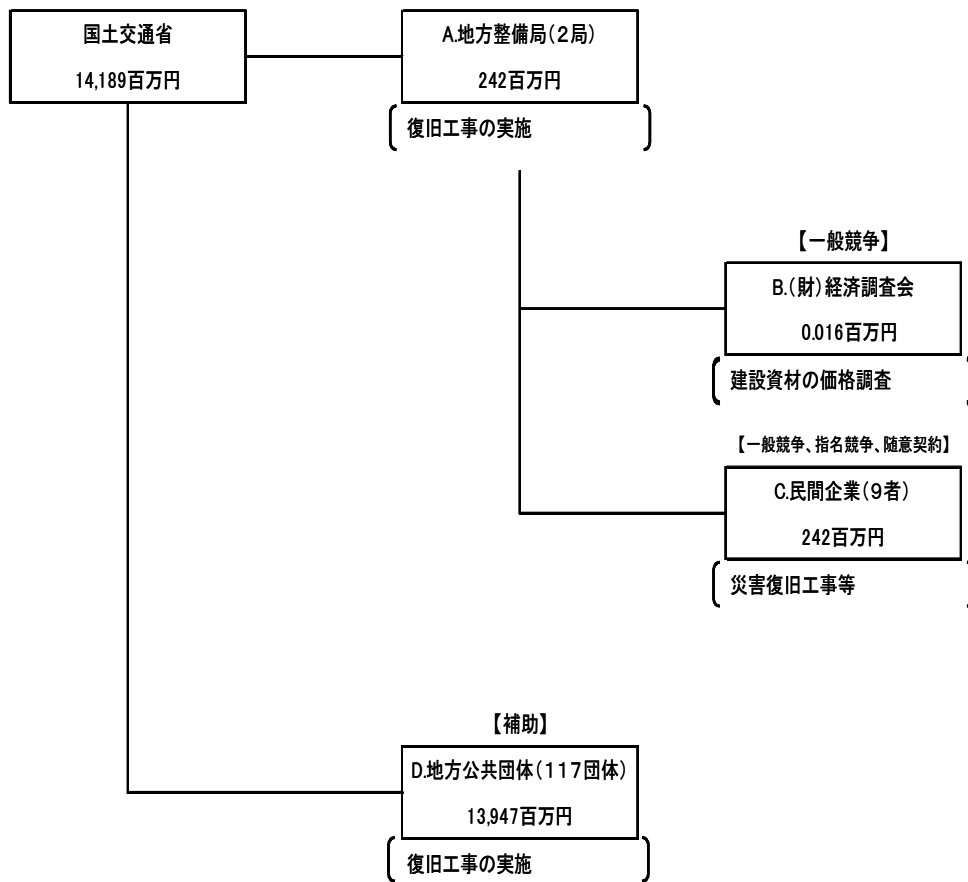 国土交通省
14,189百万円
A.地方整備局(2局)
242百万円
復旧工事の実施
【一般競争】
B.(財)経済調査会
0.016百万円
建設資材の価格調査
【一般競争、指名競争、随意契約】
C.民間企業(9者)
242百万円
災害復旧工事等
【補助】
D.地方公共団体(117団体)
13,947百万円
復旧工事の実施